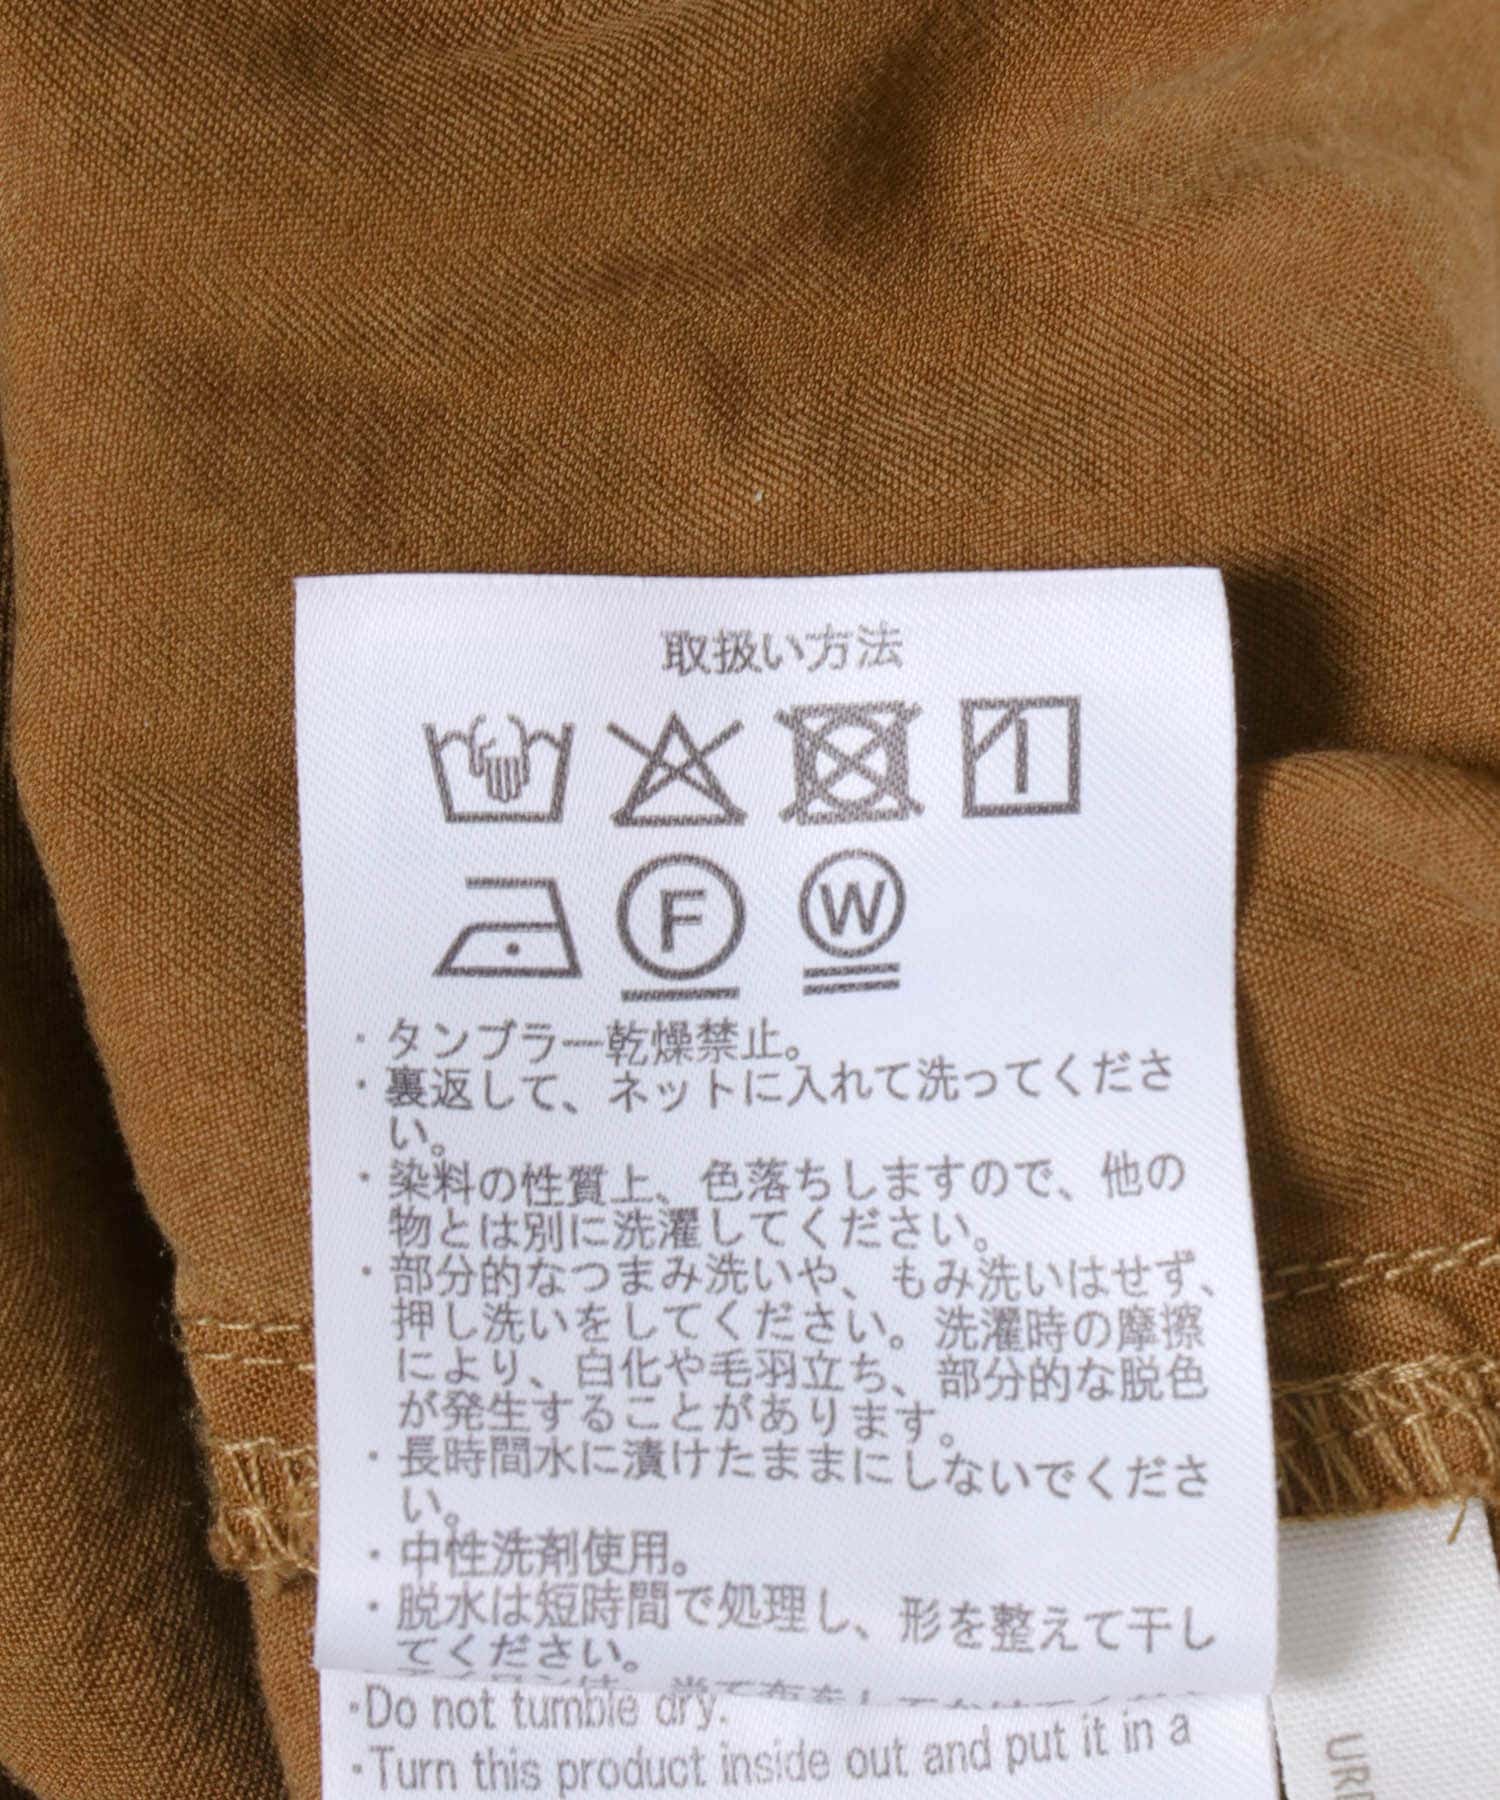 取扱い方法
F W
・タンブラー乾燥禁止。
・裏返して、ネットに入れて洗ってくださ
い。
・染料の性質上、色落ちしますので、他の
物とは別に洗濯してください。
・部分的なつまみ洗いや、もみ洗いはせず、
押し洗いをしてください。洗濯時の摩擦
により、白化や毛羽立ち、部分的な脱色
が発生することがあります。
・長時間水に漬けたままにしないでくださ
い。
・中性洗剤使用。
・脱水は短時間で処理し、形を整えて干し
てください。
・Do not tumble dry.
・Turn this product inside out and put it in a